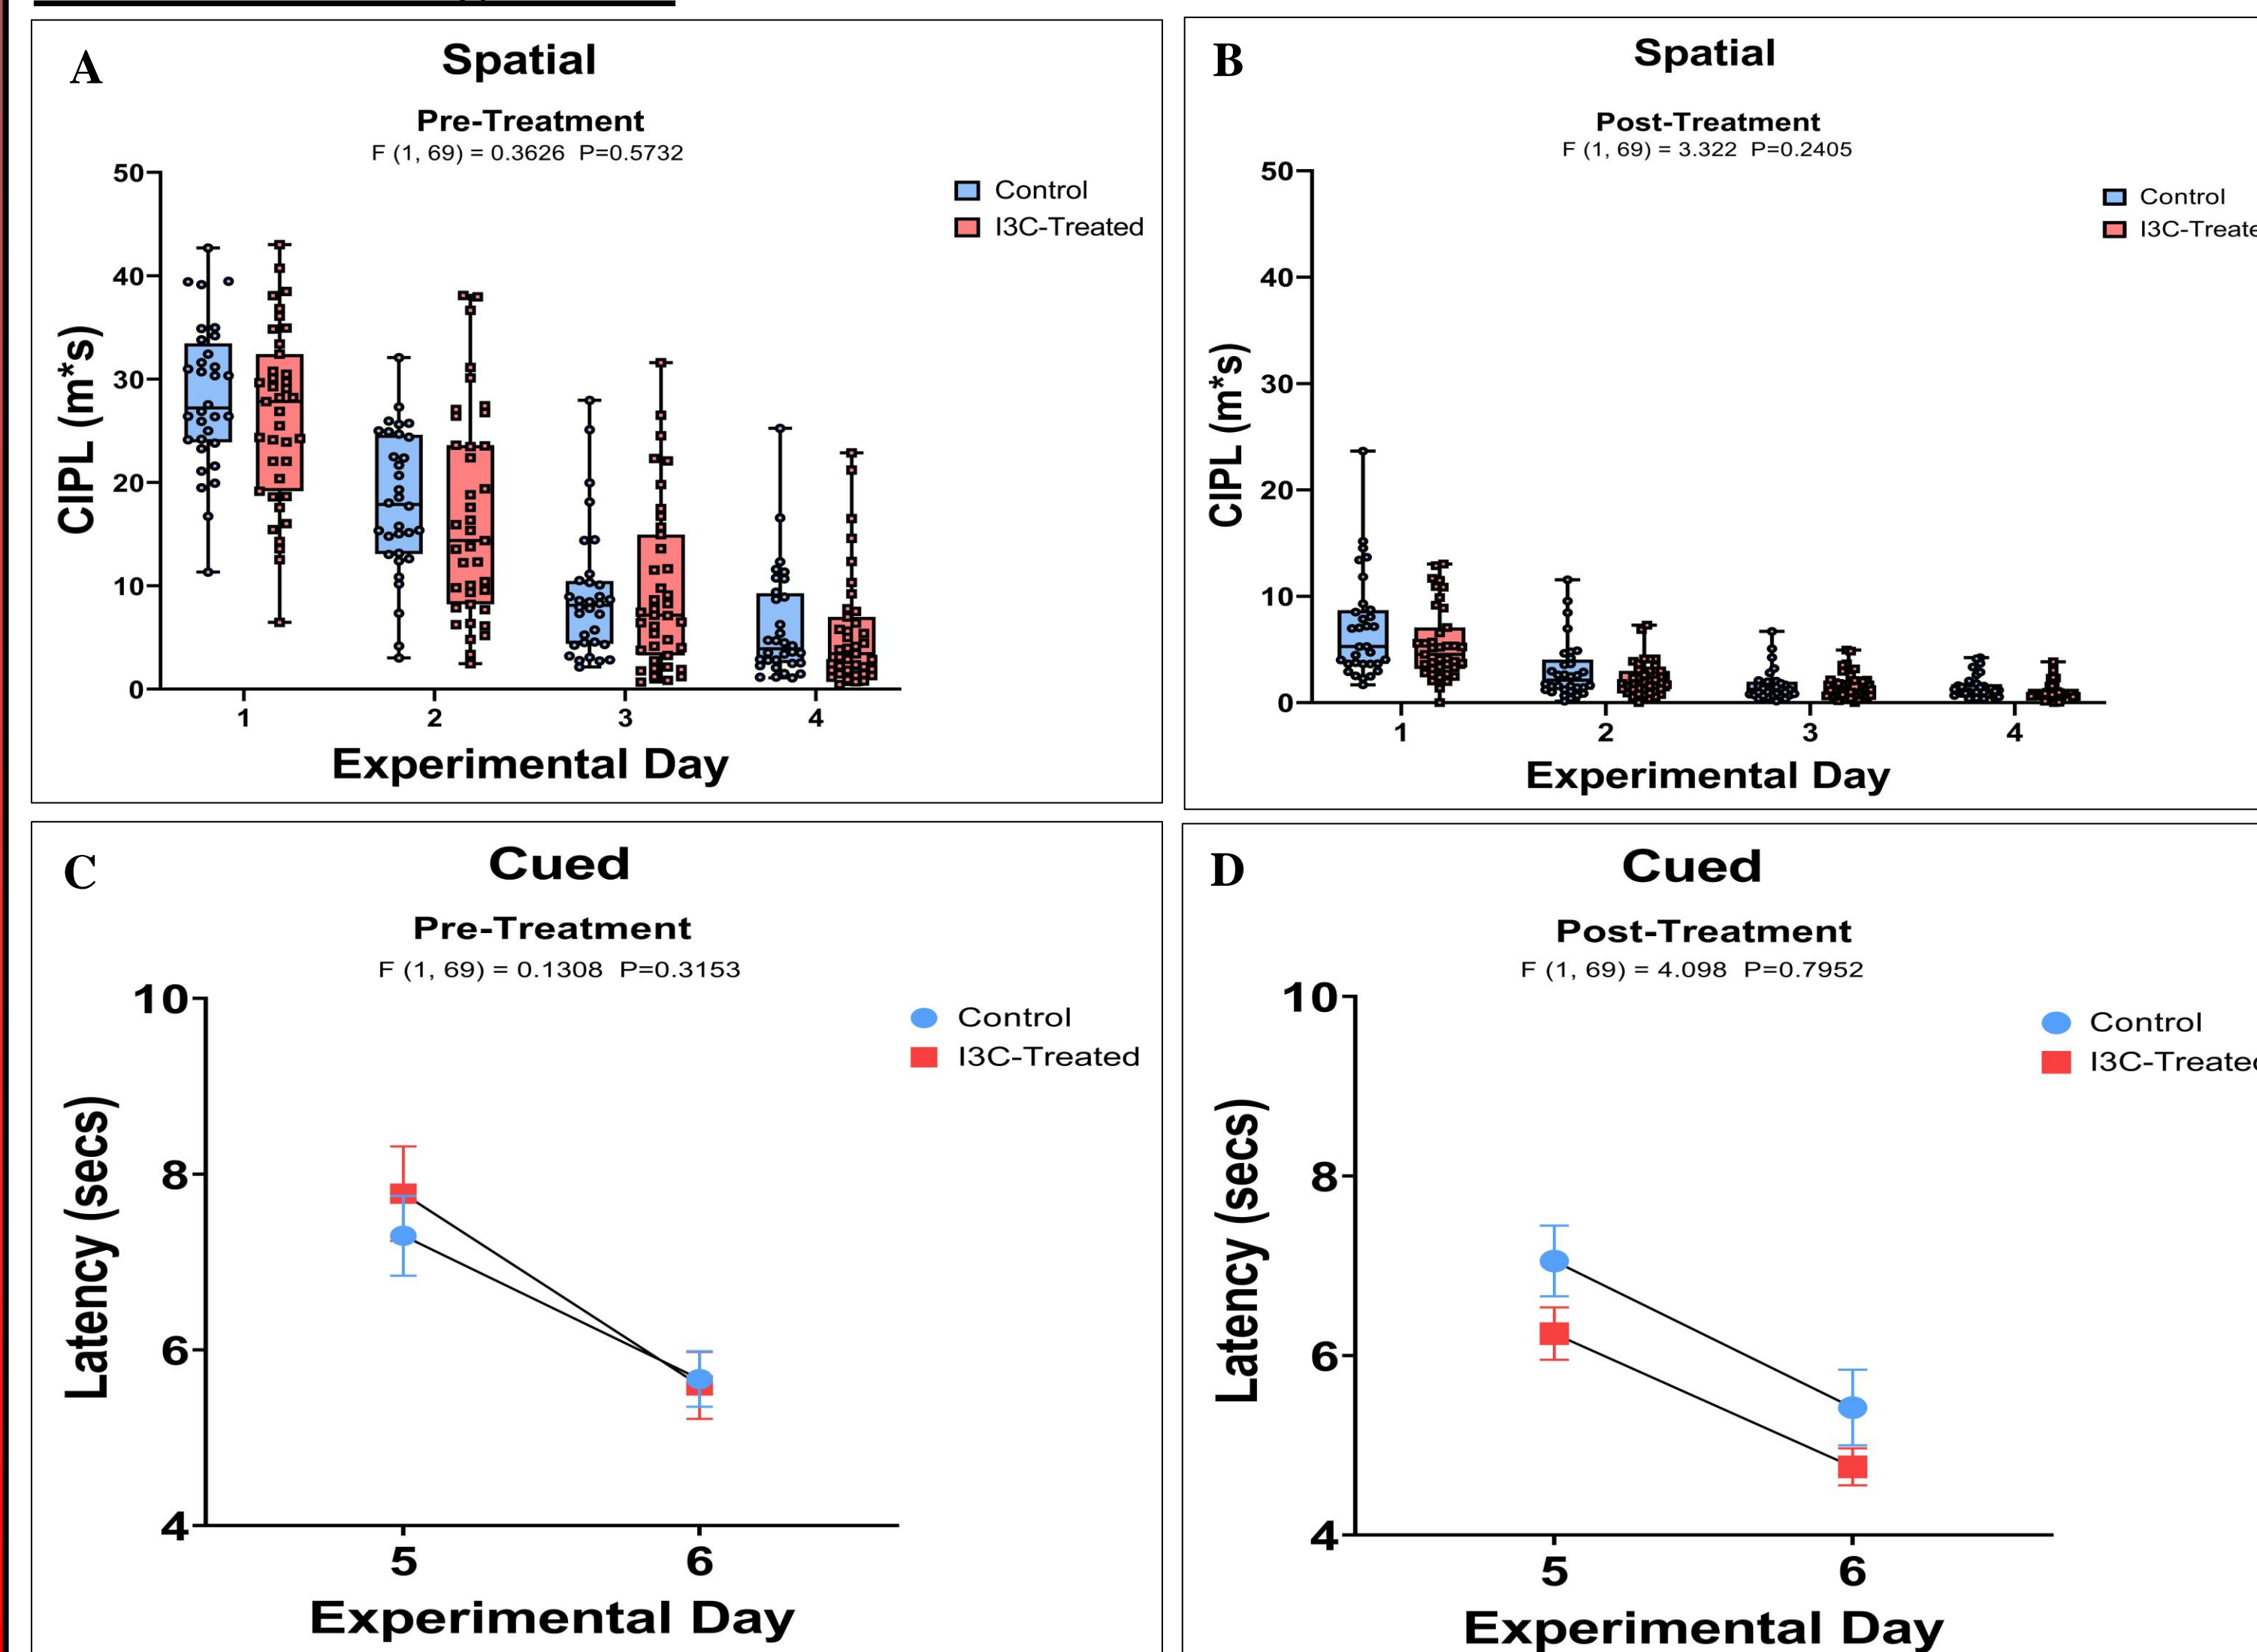 A
Spatial
Pre-Treatment
F (1, 69) = 0.3626 P=0.5732
Control
I3C-Treated
CIPL (m*s)
50
40
30
20
10
0
1 2 3 4
Experimental Day
B
Spatial
Post-Treatment
F (1, 69) = 3.322 P=0.2405
Control
I3C-Treate
CIPL (m*s)
50
40
30
20
10
0
1 2 3 4
Experimental Day
C
Cued
Pre-Treatment
F (1, 69) = 0.1308 P=0.3153
Control
I3C-Treated
Latency (secs)
10
8
6
4
5 6
Experimental Day
D
Cued
Post-Treatment
F (1, 69) = 4.098 P=0.7952
Control
I3C-Treated
Latency (secs)
10
8
6
4
5 6
Experimental Day